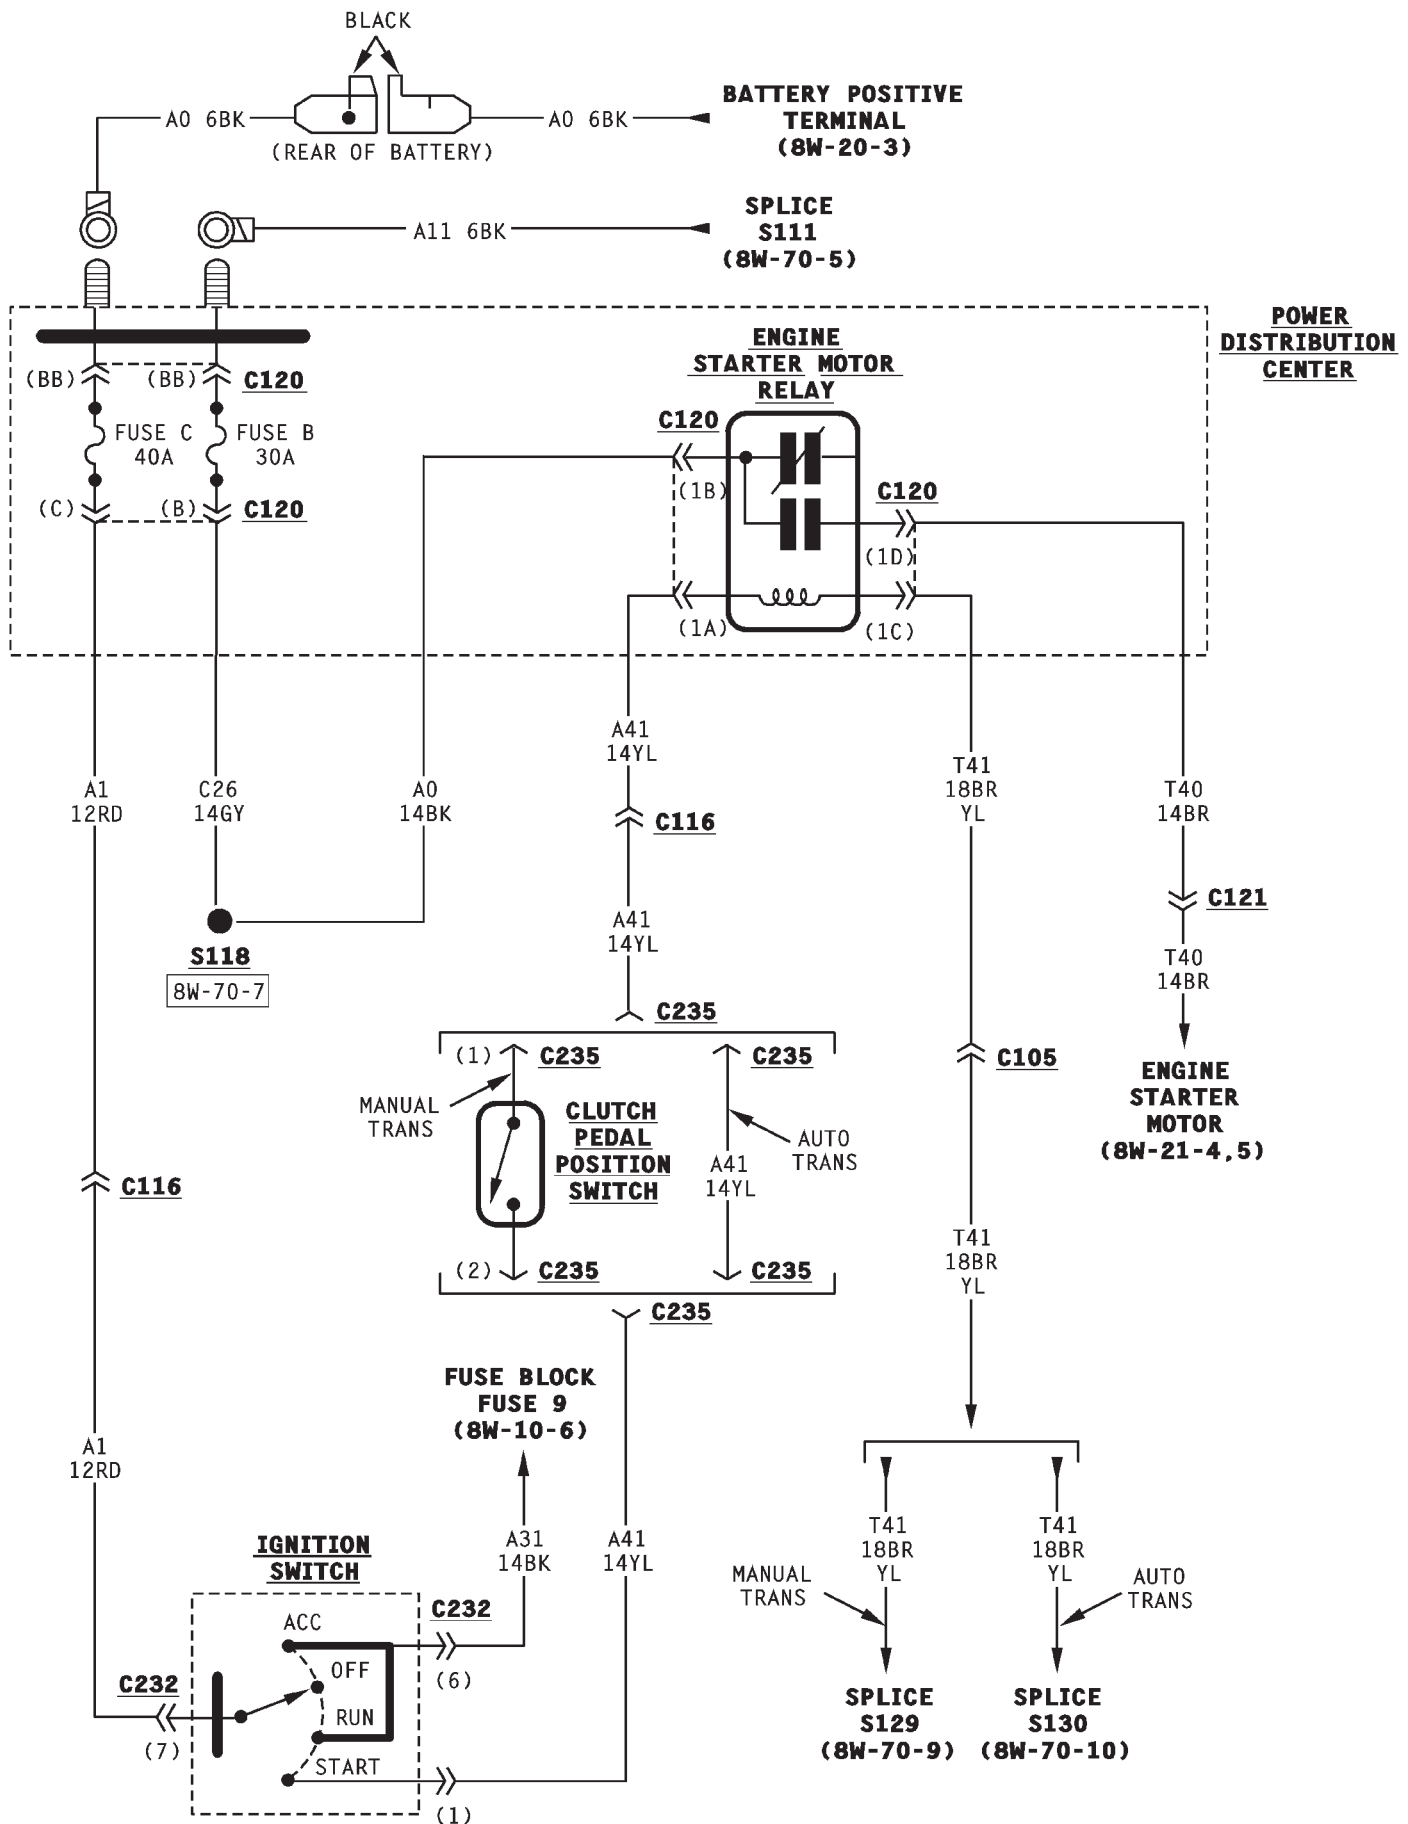 BLACK
A0 6BK
A0 6BK
(REAR OF BATTERY)
BATTERY POSITIVE
TERMINAL
(8W-20-3)
A11 6BK
SPLICE
S111
(8W-70-5)
POWER
DISTRIBUTION
CENTER
ENGINE
STARTER MOTOR
RELAY
(BB)
(BB)
C120
FUSE C
40A
FUSE B
30A
(C)
(B)
C120
C120
(1B)
C120
(1D)
(1A)
(1C)
A1
12RD
C26
14GY
A0
14BK
A41
14YL
T41
18BR
YL
T40
14BR
C116
C121
A41
14YL
T40
14BR
S118
8W-70-7
C235
C105
ENGINE
STARTER
MOTOR
(8W-21-4,5)
(1)
C235
C235
MANUAL
TRANS
CLUTCH
PEDAL
POSITION
SWITCH
AUTO
TRANS
A41
14YL
C116
(2)
C235
C235
T41
18BR
YL
C235
FUSE BLOCK
FUSE 9
(8W-10-6)
A1
12RD
A31
14BK
A41
14YL
T41
18BR
YL
T41
18BR
YL
MANUAL
TRANS
AUTO
TRANS
IGNITION
SWITCH
C232
ACC
OFF
RUN
START
(6)
C232
(7)
(1)
SPLICE
S129
(8W-70-9)
SPLICE
S130
(8W-70-10)